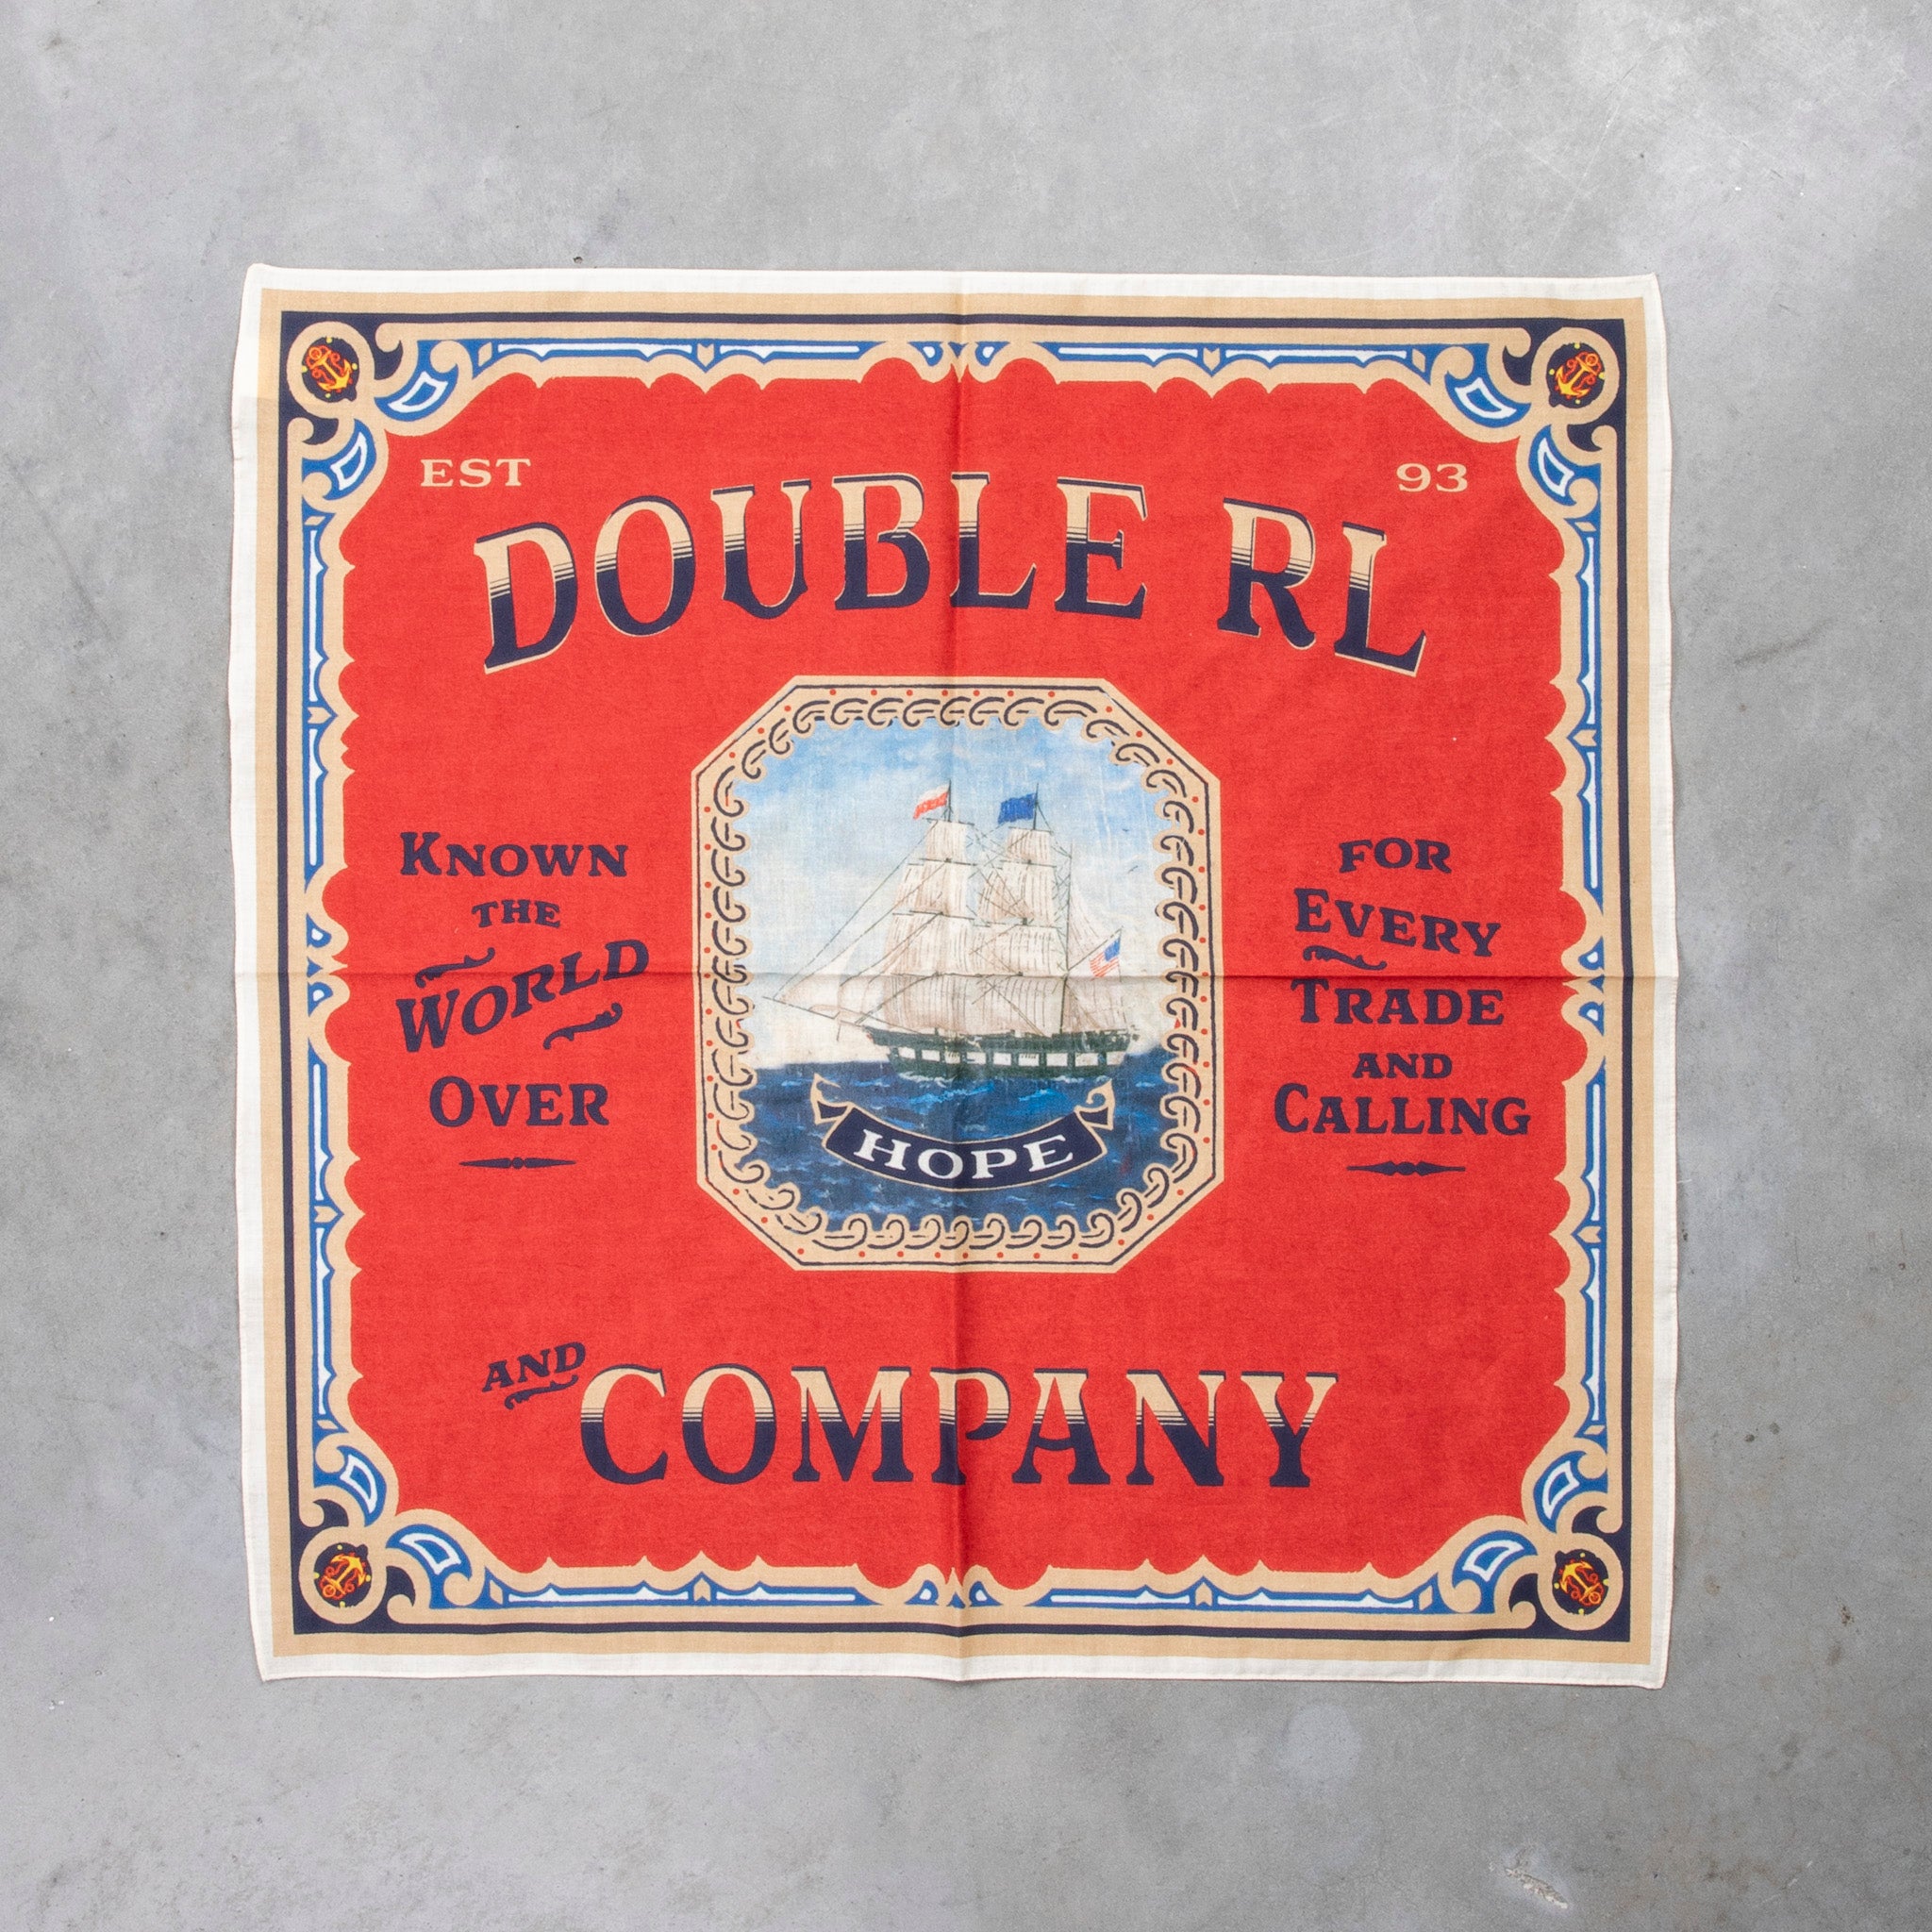 EST 93
DOUBLE RL
KNOWN
THE
WORLD
OVER
FOR
EVERY
TRADE
AND
CALLING
HOPE
AND COMPANY